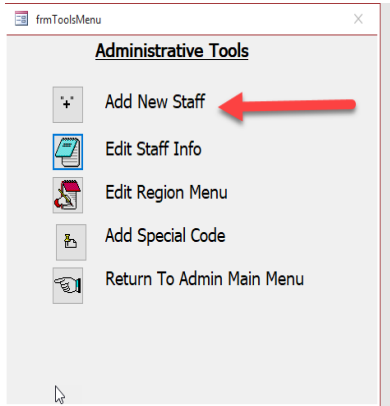 frmToolsMenu
Administrative Tools
"+" Add New Staff
Edit Staff Info
Edit Region Menu
Add Special Code
Return To Admin Main Menu